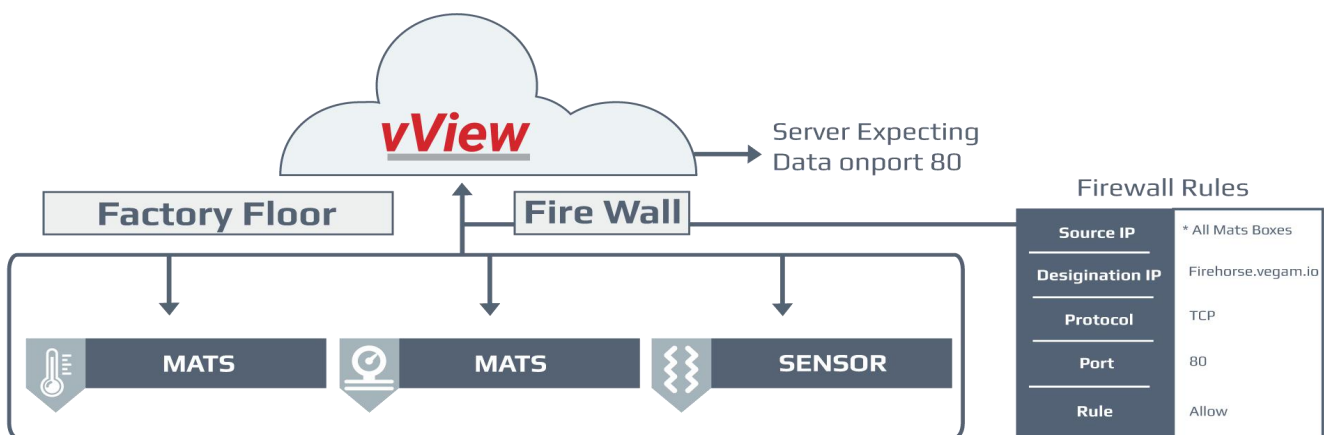 vView
Server Expecting
Data onport 80
Factory Floor
Fire Wall
Firewall Rules
Source IP
* All Mats Boxes
Desigination IP
Firehorse.vegam.io
Protocol
TCP
Port
80
Rule
Allow
MATS
MATS
SENSOR